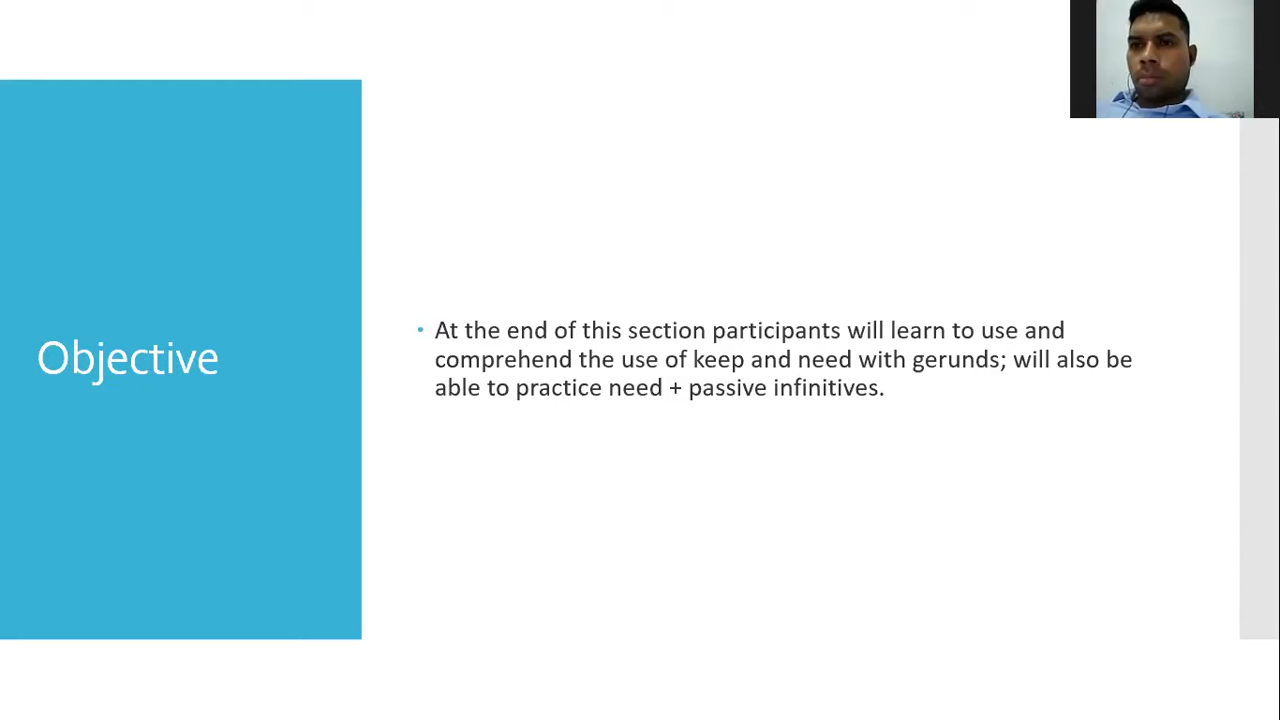 Objective
• At the end of this section participants will learn to use and
comprehend the use of keep and need with gerunds; will also be
able to practice need + passive infinitives.